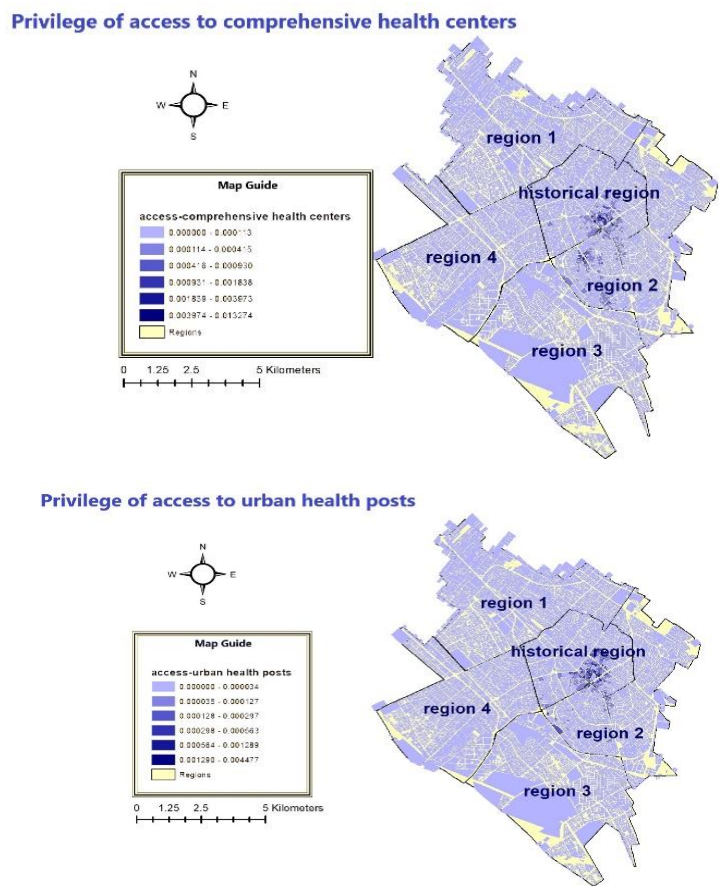 Privilege of access to comprehensive health centers
N
W E
S
region 1
historical region
region 4
region 2
region 3
Map Guide
access-comprehensive health centers
0.000000 - 0.000113
0.000114 - 0.000415
0.000416 - 0.000930
0.000931 - 0.001838
0.001839 - 0.003973
0.003974 - 0.013274
Regions
0 1.25 2.5 5 Kilometers
Privilege of access to urban health posts
N
W E
S
region 1
historical region
region 4
region 2
region 3
Map Guide
access-urban health posts
0.000000 - 0.000034
0.000035 - 0.000127
0.000128 - 0.000297
0.000298 - 0.000563
0.000564 - 0.001289
0.001290 - 0.004477
Regions
0 1.25 2.5 5 Kilometers